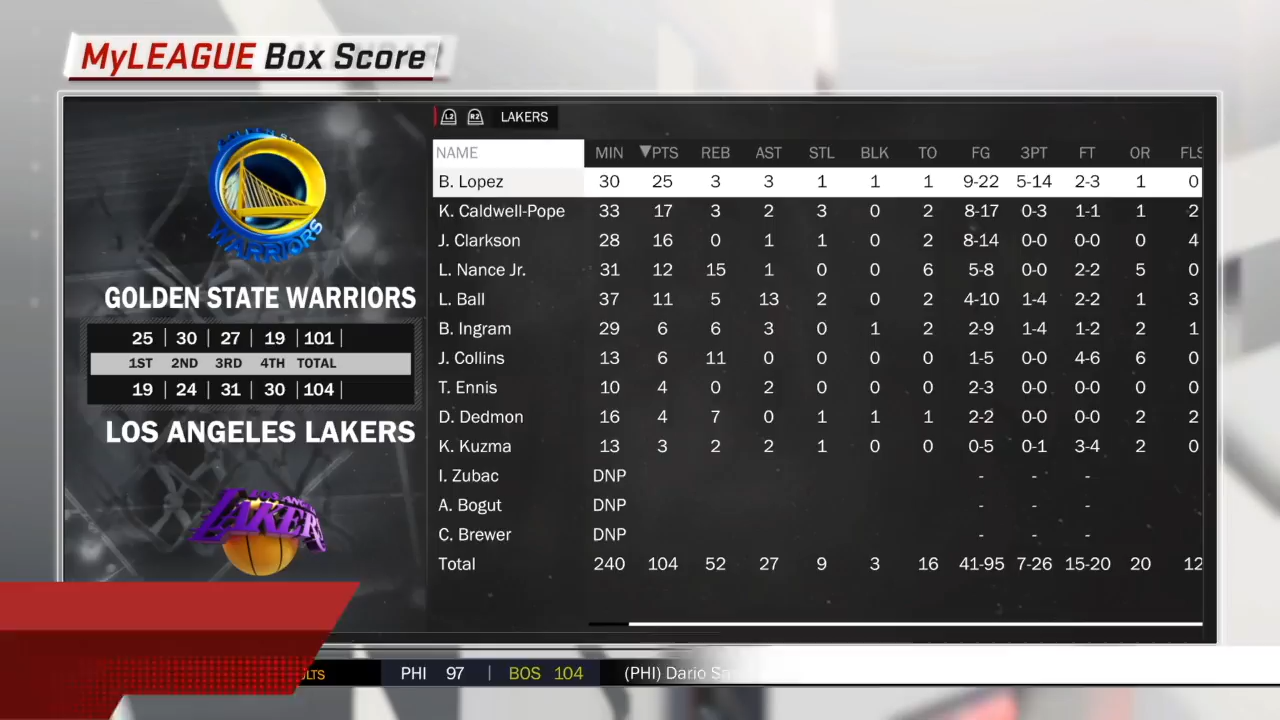 MyLEAGUE Box Score
L2 R2 LAKERS
WARRIORS
GOLDEN STATE WARRIORS
25 | 30 | 27 | 19 | 101 |
1ST 2ND 3RD 4TH TOTAL
19 | 24 | 31 | 30 | 104 |
LOS ANGELES LAKERS
LAKERS
NAME MIN ▼PTS REB AST STL BLK TO FG 3PT FT OR FLS
B. Lopez 30 25 3 3 1 1 1 9-22 5-14 2-3 1 0
K. Caldwell-Pope 33 17 3 2 3 0 2 8-17 0-3 1-1 1 2
J. Clarkson 28 16 0 1 1 0 2 8-14 0-0 0-0 0 4
L. Nance Jr. 31 12 15 1 0 0 6 5-8 0-0 2-2 5 0
L. Ball 37 11 5 13 2 0 2 4-10 1-4 2-2 1 3
B. Ingram 29 6 6 3 0 1 2 2-9 1-4 1-2 2 1
J. Collins 13 6 11 0 0 0 0 1-5 0-0 4-6 6 0
T. Ennis 10 4 0 2 0 0 0 2-3 0-0 0-0 0 0
D. Dedmon 16 4 7 0 1 1 1 2-2 0-0 0-0 2 2
K. Kuzma 13 3 2 2 1 0 0 0-5 0-1 3-4 2 0
I. Zubac DNP - - -
A. Bogut DNP - - -
C. Brewer DNP - - -
Total 240 104 52 27 9 3 16 41-95 7-26 15-20 20 12
PHI 97 | BOS 104 (PHI) Dario